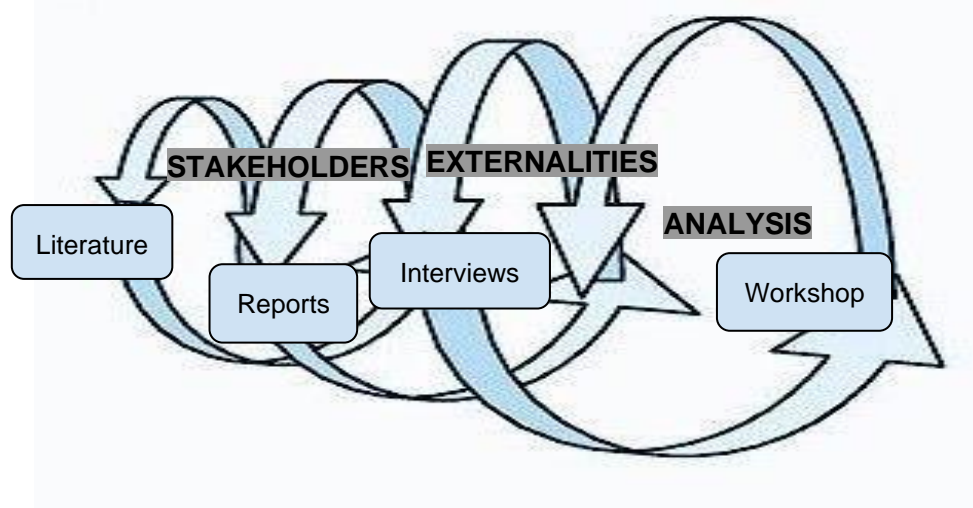 STAKEHOLDERS
EXTERNALITIES
ANALYSIS
Literature
Reports
Interviews
Workshop